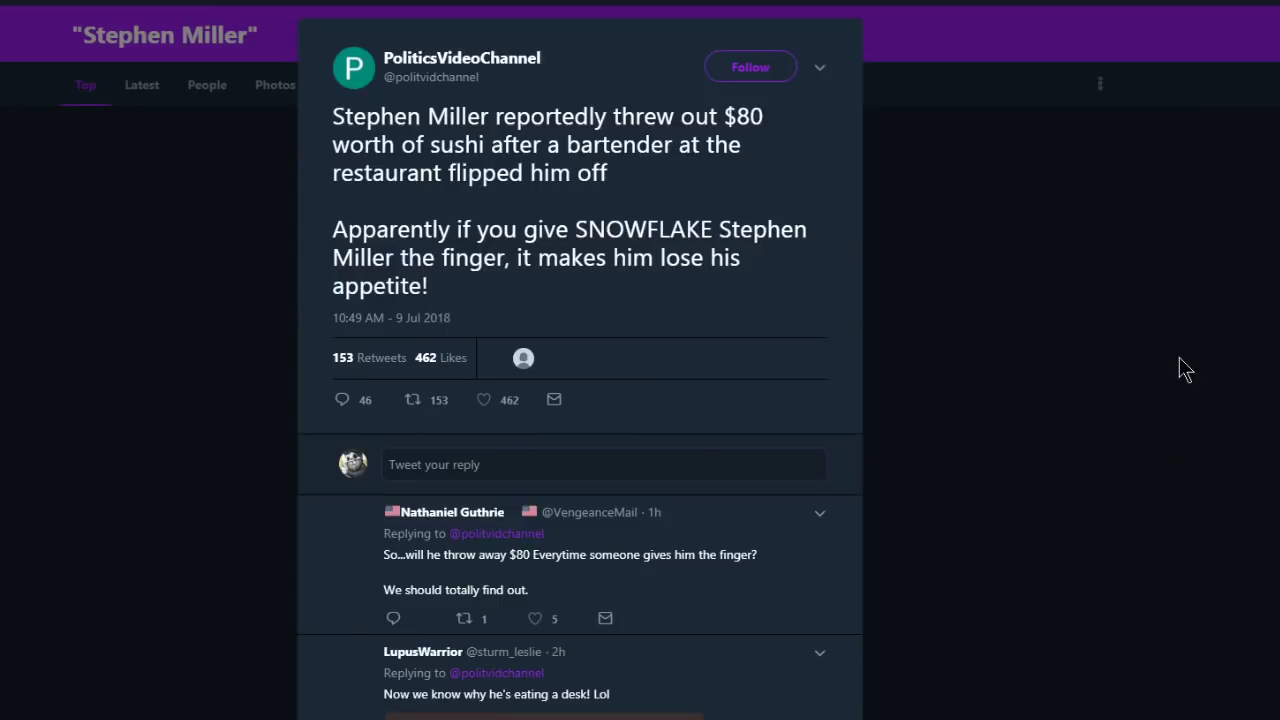 "Stephen Miller"
Top Latest People Photos
P
PoliticsVideoChannel
@politvidchannel
Follow
Stephen Miller reportedly threw out $80
worth of sushi after a bartender at the
restaurant flipped him off
Apparently if you give SNOWFLAKE Stephen
Miller the finger, it makes him lose his
appetite!
10:49 AM - 9 Jul 2018
153 Retweets 462 Likes
46 153 462
Tweet your reply
Nathaniel Guthrie @VengeanceMail · 1h
Replying to @politvidchannel
So...will he throw away $80 Everytime someone gives him the finger?
We should totally find out.
1 5
LupusWarrior @sturm_leslie · 2h
Replying to @politvidchannel
Now we know why he's eating a desk! Lol